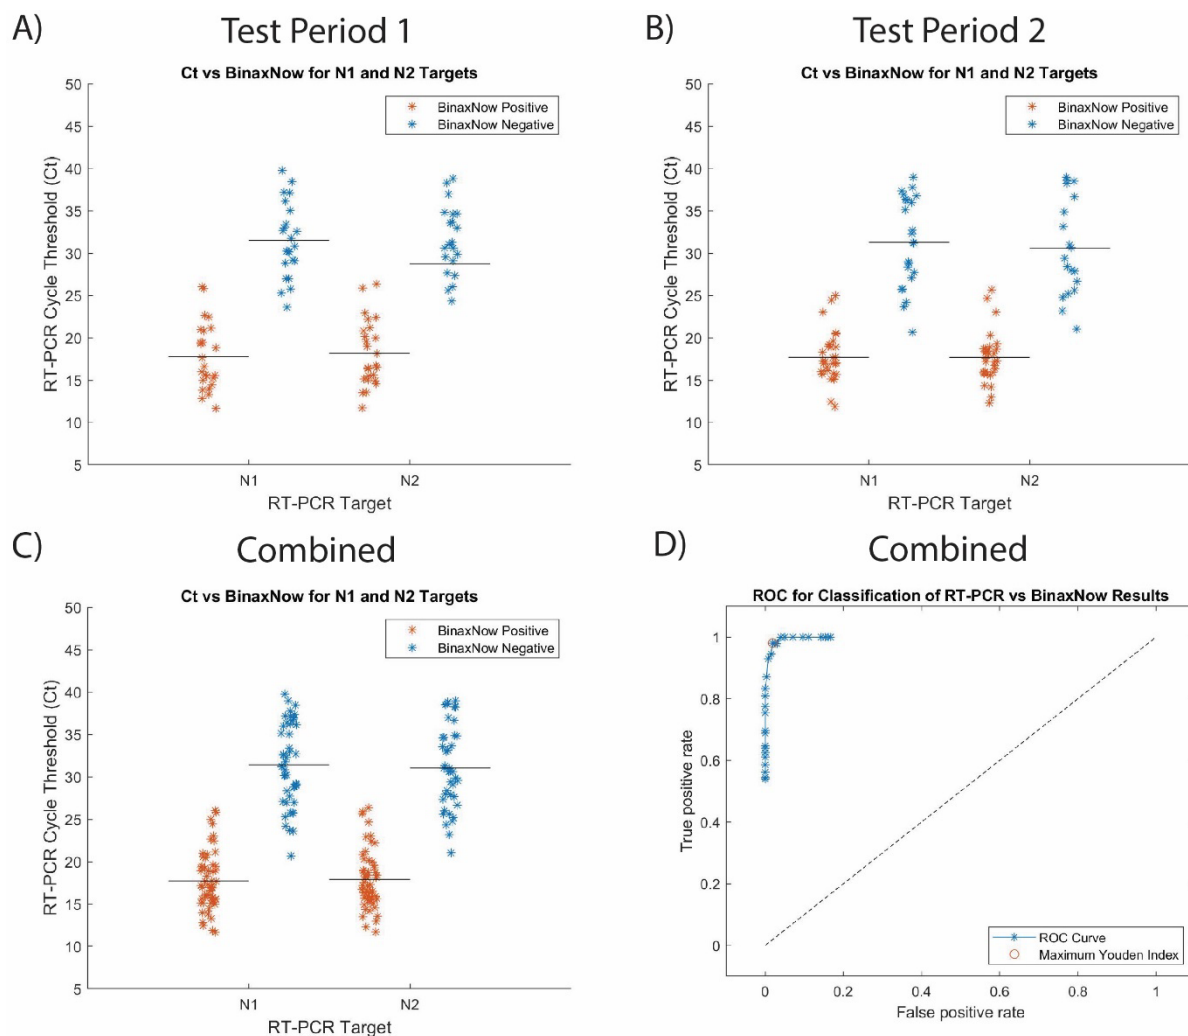 A)
Test Period 1
Ct vs BinaxNow for N1 and N2 Targets
50
45
40
35
30
25
20
15
10
5
RT-PCR Cycle Threshold (Ct)
BinaxNow Positive
BinaxNow Negative
N1
N2
RT-PCR Target
B)
Test Period 2
Ct vs BinaxNow for N1 and N2 Targets
50
45
40
35
30
25
20
15
10
5
RT-PCR Cycle Threshold (Ct)
BinaxNow Positive
BinaxNow Negative
N1
N2
RT-PCR Target
C)
Combined
Ct vs BinaxNow for N1 and N2 Targets
50
45
40
35
30
25
20
15
10
5
RT-PCR Cycle Threshold (Ct)
BinaxNow Positive
BinaxNow Negative
N1
N2
RT-PCR Target
D)
Combined
ROC for Classification of RT-PCR vs BinaxNow Results
1
0.8
0.6
0.4
0.2
0
True positive rate
ROC Curve
Maximum Youden Index
0
0.2
0.4
0.6
0.8
1
False positive rate